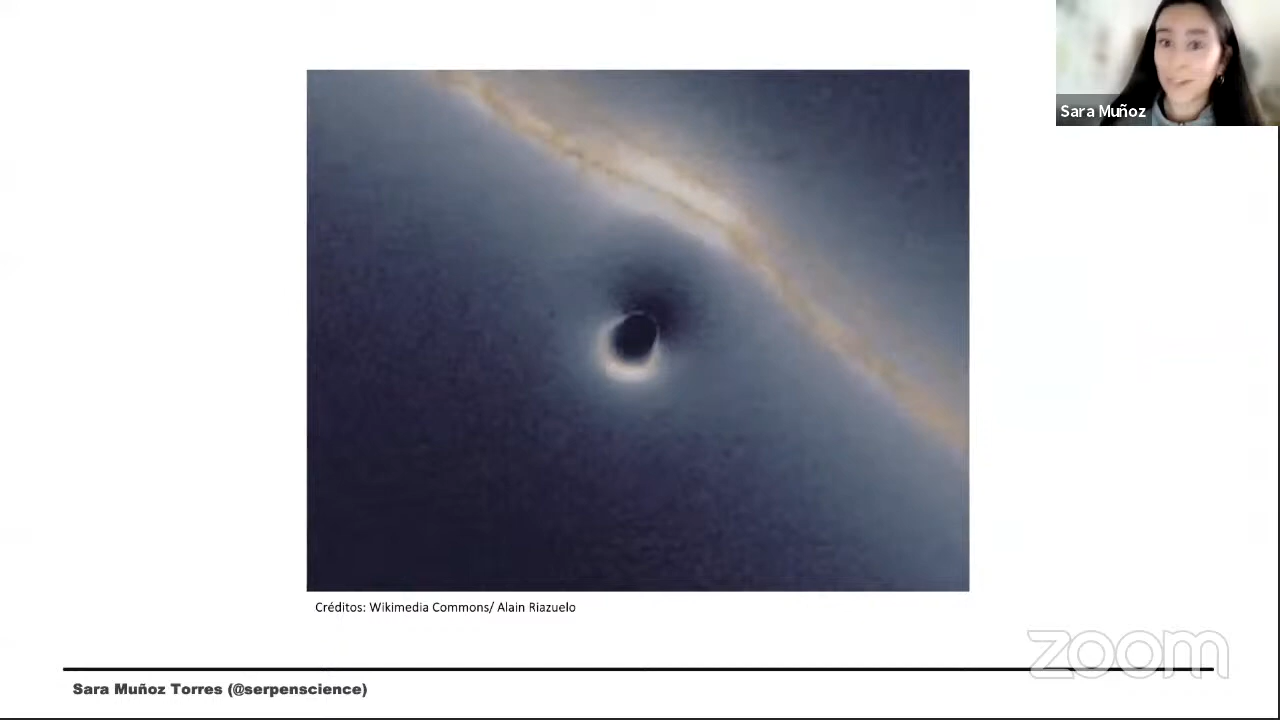 Sara Muñoz
Créditos: Wikimedia Commons/ Alain Riazuelo
zoom
Sara Muñoz Torres (@serpenscience)